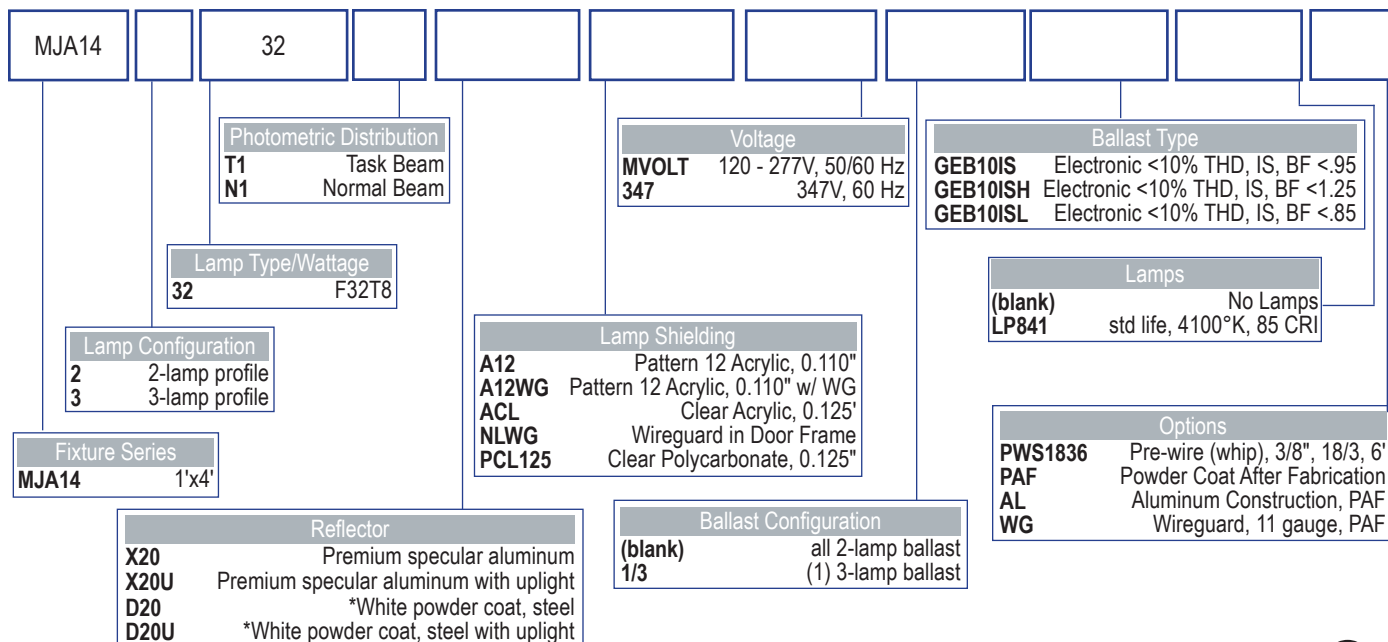 MJA14 32
Photometric Distribution
T1 Task Beam
N1 Normal Beam
Voltage
MVOLT 120 - 277V, 50/60 Hz
347 347V, 60 Hz
Ballast Type
GEB10IS Electronic <10% THD, IS, BF <.95
GEB10ISH Electronic <10% THD, IS, BF <1.25
GEB10ISL Electronic <10% THD, IS, BF <.85
Lamp Type/Wattage
32 F32T8
Lamps
(blank) No Lamps
LP841 std life, 4100°K, 85 CRI
Lamp Configuration
2 2-lamp profile
3 3-lamp profile
Lamp Shielding
A12 Pattern 12 Acrylic, 0.110"
A12WG Pattern 12 Acrylic, 0.110" w/ WG
ACL Clear Acrylic, 0.125'
NLWG Wireguard in Door Frame
PCL125 Clear Polycarbonate, 0.125"
Options
PWS1836 Pre-wire (whip), 3/8", 18/3, 6'
PAF Powder Coat After Fabrication
AL Aluminum Construction, PAF
WG Wireguard, 11 gauge, PAF
Fixture Series
MJA14 1'x4'
Reflector
X20 Premium specular aluminum
X20U Premium specular aluminum with uplight
D20 *White powder coat, steel
D20U *White powder coat, steel with uplight
Ballast Configuration
(blank) all 2-lamp ballast
1/3 (1) 3-lamp ballast